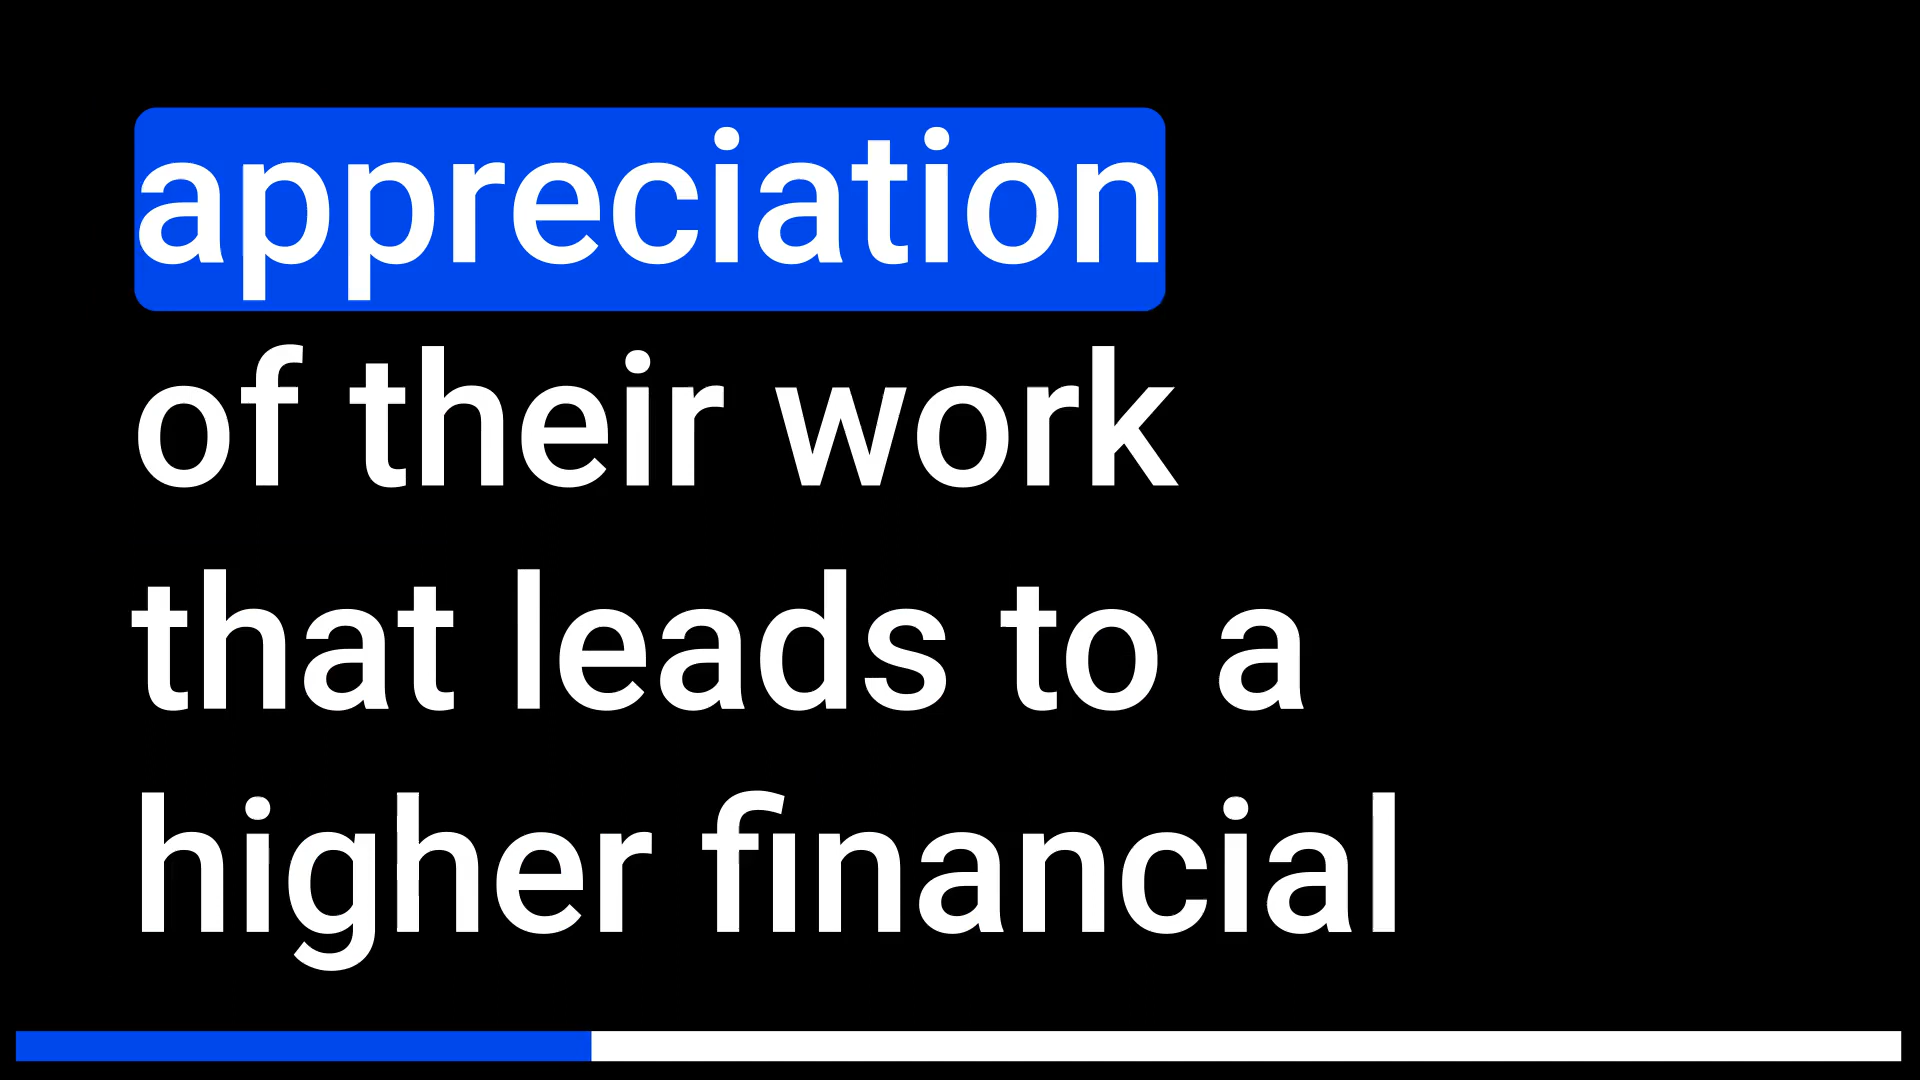 appreciation
of their work
that leads to a
higher financial